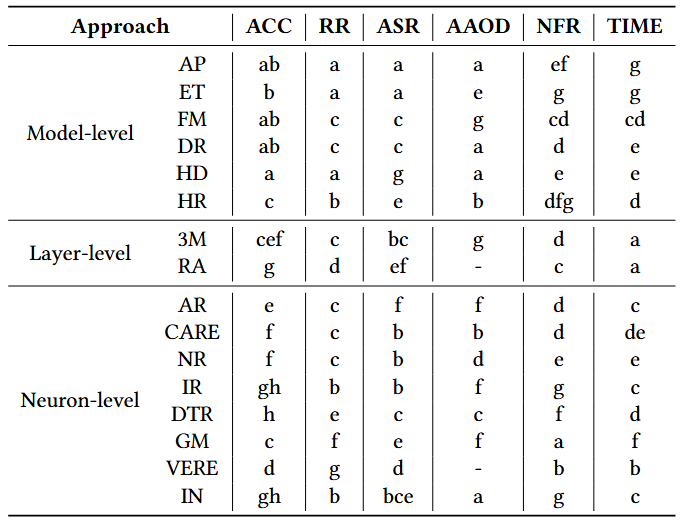 Approach ACC RR ASR AAOD NFR TIME
AP ab a a a ef g
ET b a a e g g
FM ab c c g cd cd
Model-level
DR ab c c a d e
HD a a g a e e
HR c b e b dfg d
3M cef c bc g d a
Layer-level
RA g d ef - c a
AR e c f f d c
CARE f c b b d de
NR f c b d e e
IR gh b b f g c
Neuron-level
DTR h e c c f d
GM c f e f a f
VERE d g d - b b
IN gh b bce a g c